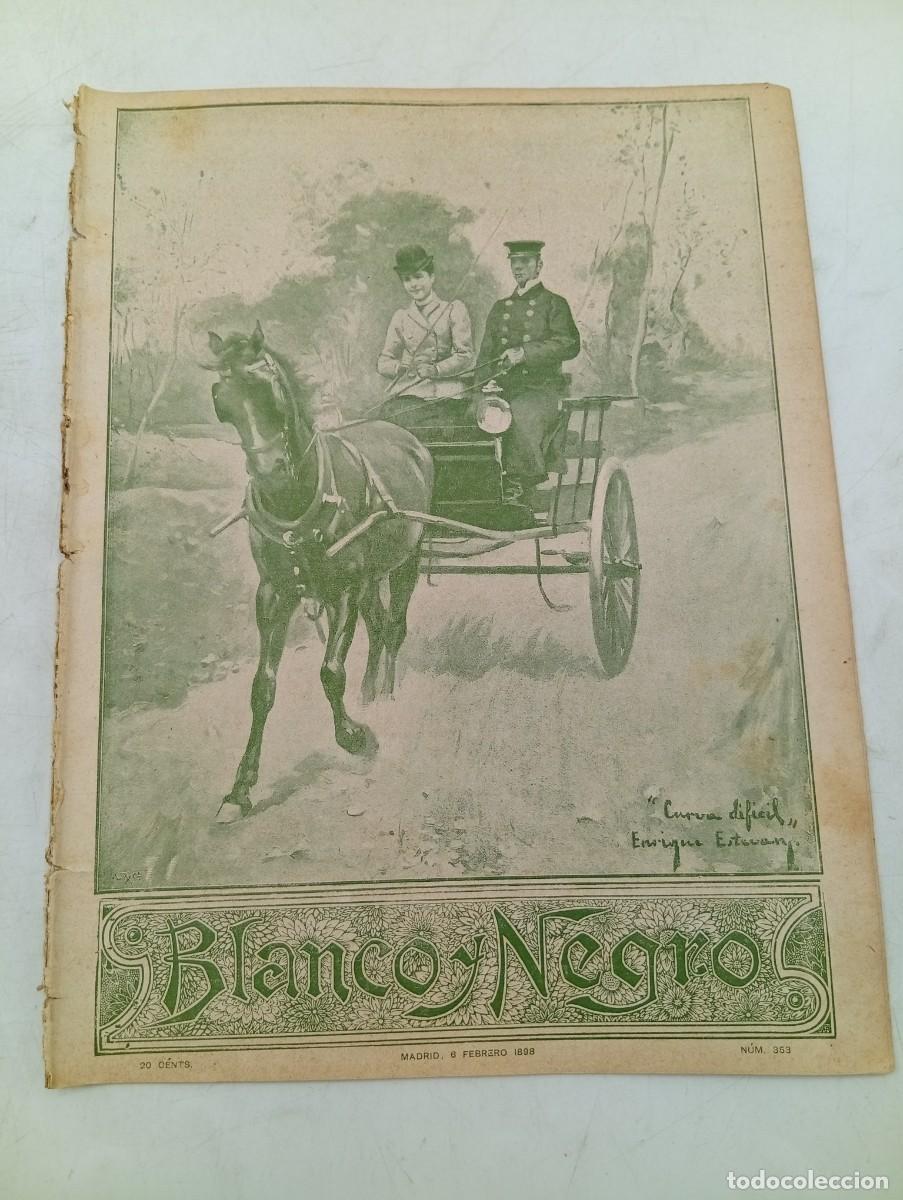 "Curva difícil"
Enrique Estevan
Blanco y Negro
20 CÉNTS.
MADRID, 6 FEBRERO 1898
NÚM. 353
todocoleccion